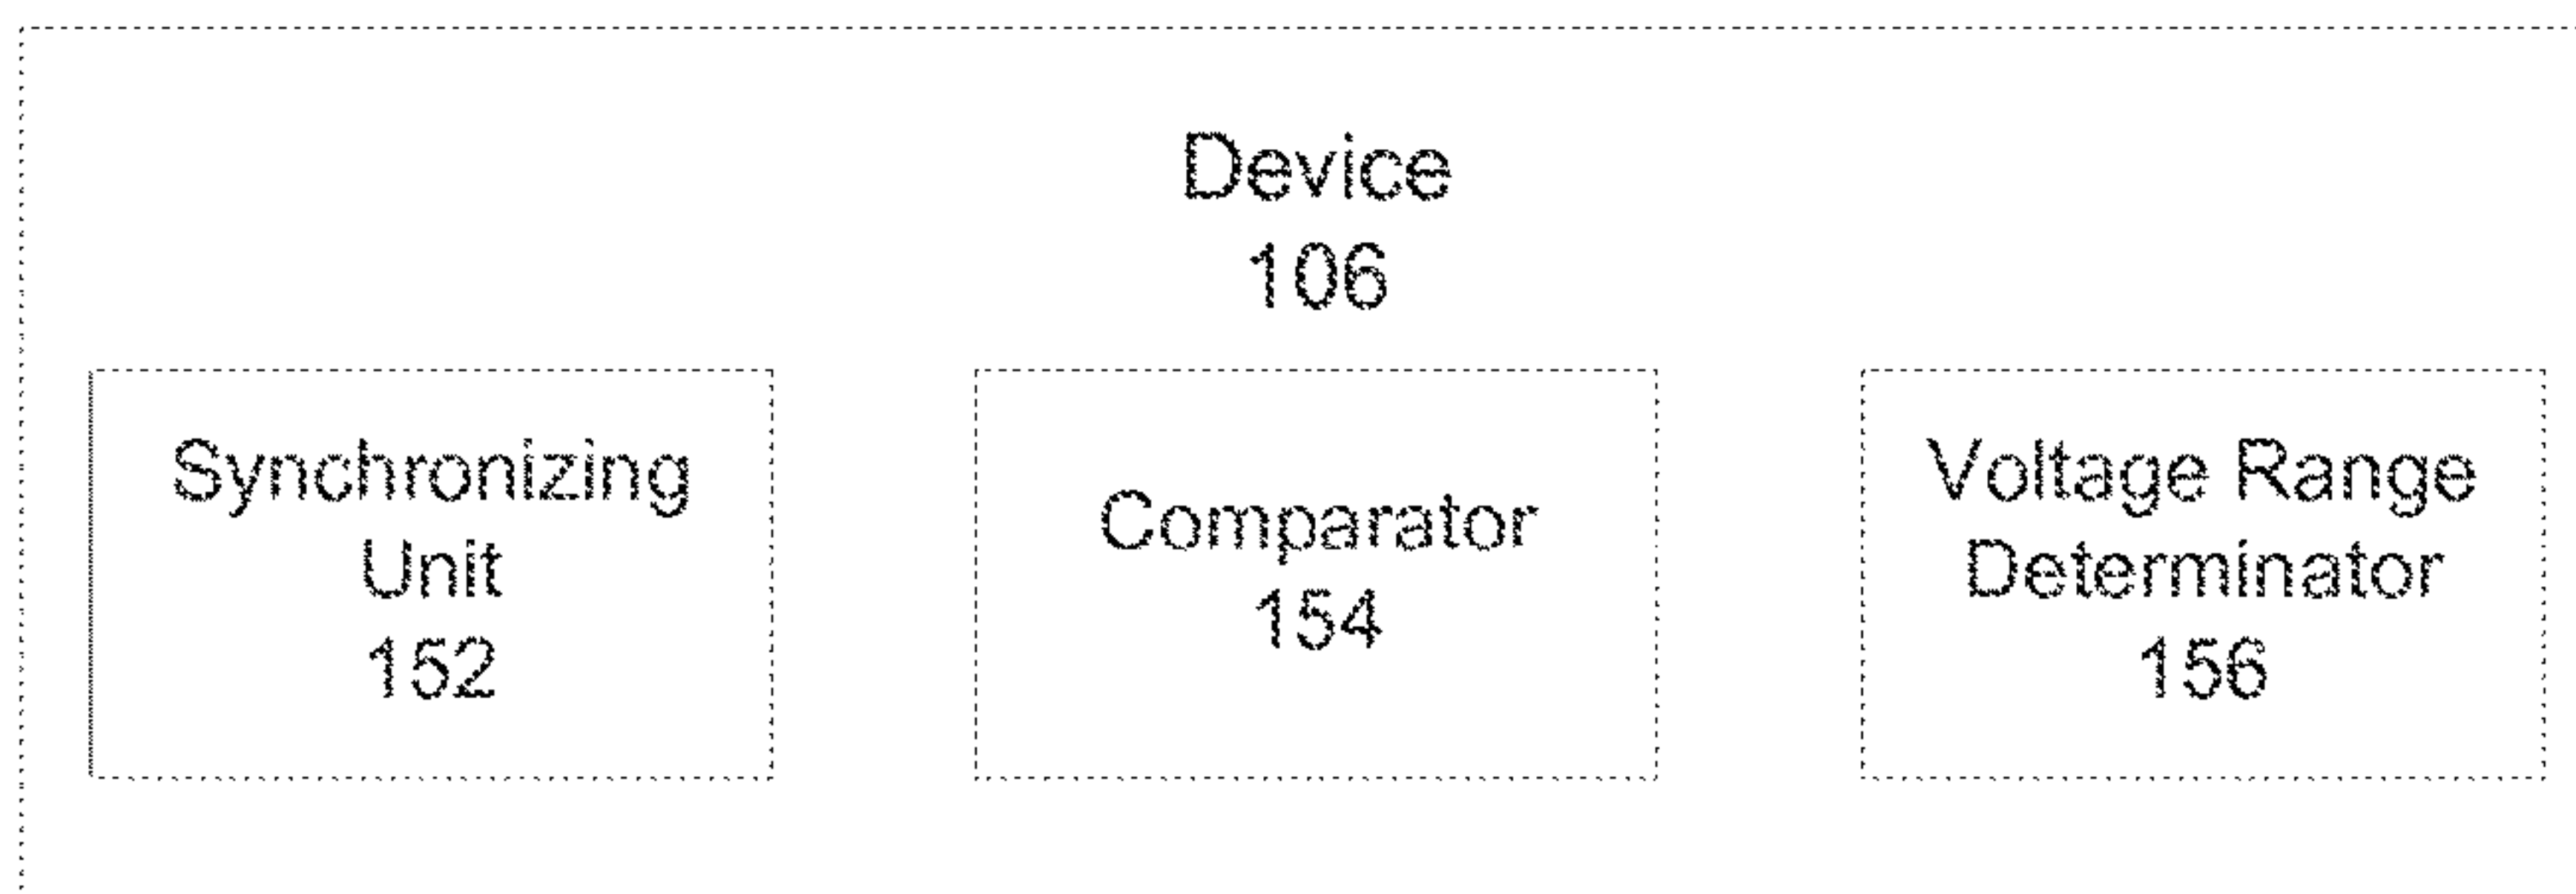 Device
106
Synchronizing
Unit
152
Comparator
154
Voltage Range
Determinator
156